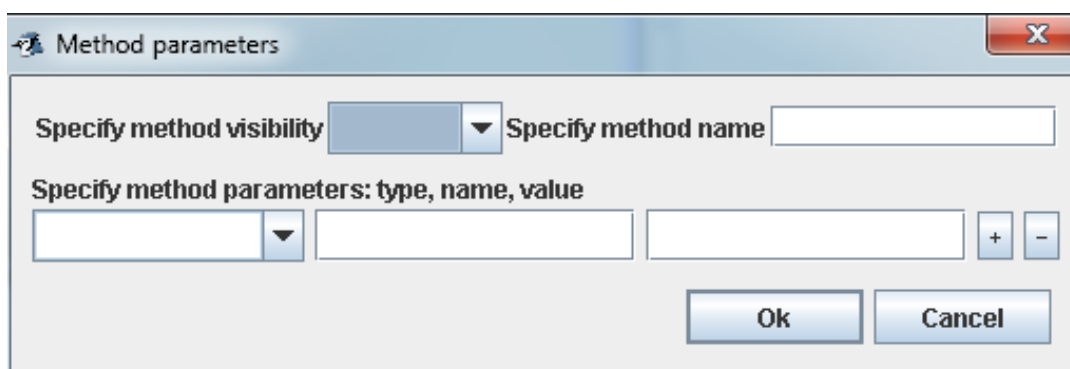 Method parameters
X
Specify method visibility Specify method name
Specify method parameters: type, name, value
+ -
Ok Cancel